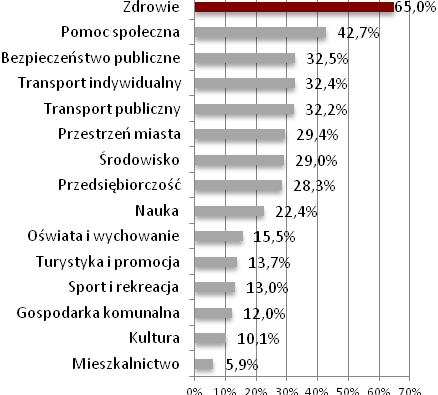 Zdrowie 65,0%
Pomoc społeczna 42,7%
Bezpieczeństwo publiczne 32,5%
Transport indywidualny 32,4%
Transport publiczny 32,2%
Przestrzeń miasta 29,4%
Środowisko 29,0%
Przedsiębiorczość 28,3%
Nauka 22,4%
Oświata i wychowanie 15,5%
Turystyka i promocja 13,7%
Sport i rekreacja 13,0%
Gospodarka komunalna 12,0%
Kultura 10,1%
Mieszkalnictwo 5,9%
0% 10% 20% 30% 40% 50% 60% 70%